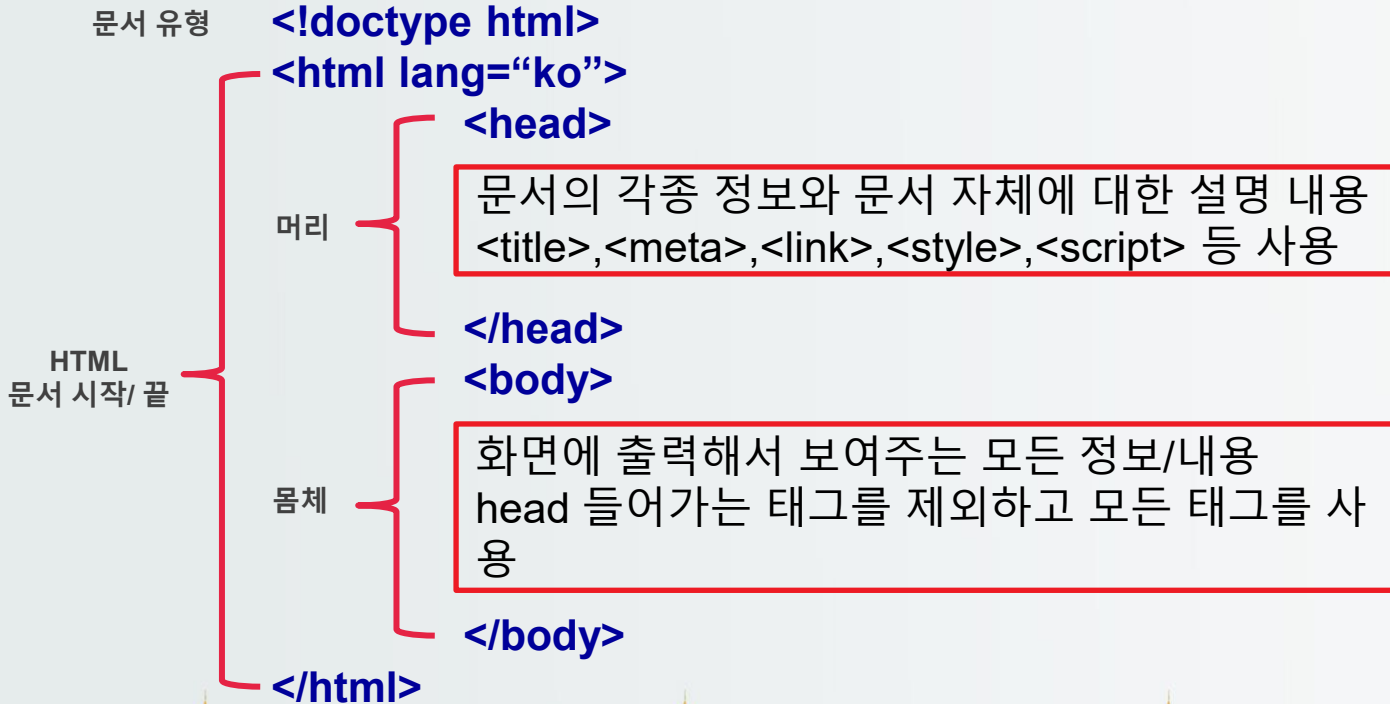 문서 유형
<!doctype html>
<html lang=“ko”>
<head>
문서의 각종 정보와 문서 자체에 대한 설명 내용
<title>,<meta>,<link>,<style>,<script> 등 사용
머리
</head>
HTML
문서 시작/ 끝
<body>
화면에 출력해서 보여주는 모든 정보/내용
head 들어가는 태그를 제외하고 모든 태그를 사
용
몸체
</body>
</html>